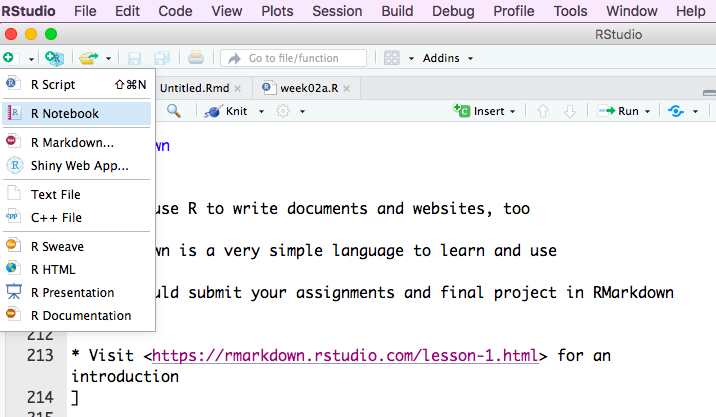 RStudio File Edit Code View Plots Session Build Debug Profile Tools Window Help
RStudio
Go to file/function Addins
R Script ⇧⌘N
R Notebook
R Markdown...
Shiny Web App...
Text File
C++ File
R Sweave
R HTML
R Presentation
R Documentation
Untitled.Rmd × week02a.R ×
Knit Insert Run
wn
use R to write documents and websites, too
wn is a very simple language to learn and use
uld submit your assignments and final project in RMarkdown
212
213 * Visit <https://rmarkdown.rstudio.com/lesson-1.html> for an
introduction
214 ]
215